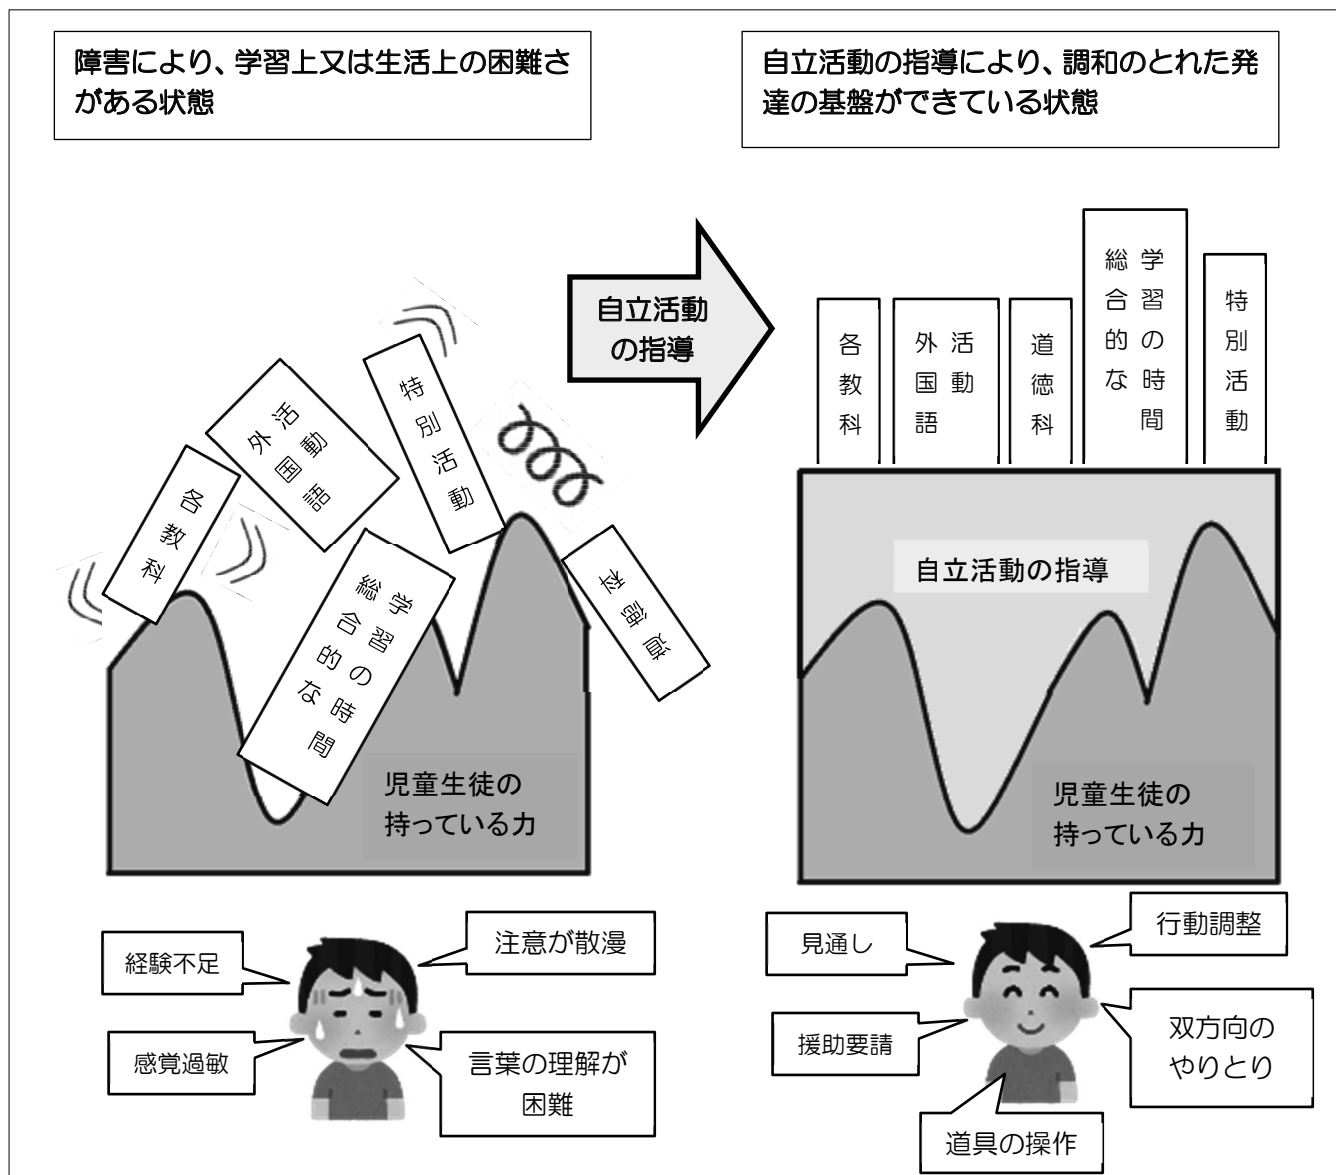 障害により、学習上又は生活上の困難さ
がある状態
自立活動の指導により、調和のとれた発
達の基盤ができている状態
自立活動
の指導
各教科
外国語
活動
特別活動
総合的な
学習の時間
道徳科
児童生徒の
持っている力
経験不足
注意が散漫
感覚過敏
言葉の理解が
困難
各教科
外国語
活動
道徳科
総合的な
学習の時間
特別活動
自立活動の指導
児童生徒の
持っている力
見通し
行動調整
援助要請
双方向の
やりとり
道具の操作